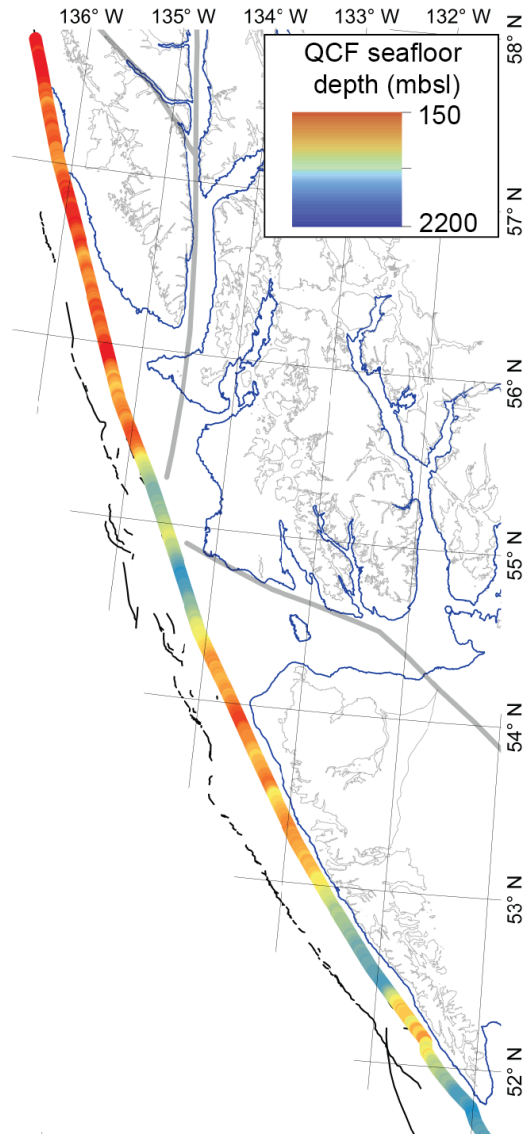 136° W 135° W 134° W 133° W 132° W
QCF seafloor
depth (mbsl)
150
2200
58° N
57° N
56° N
55° N
54° N
53° N
52° N